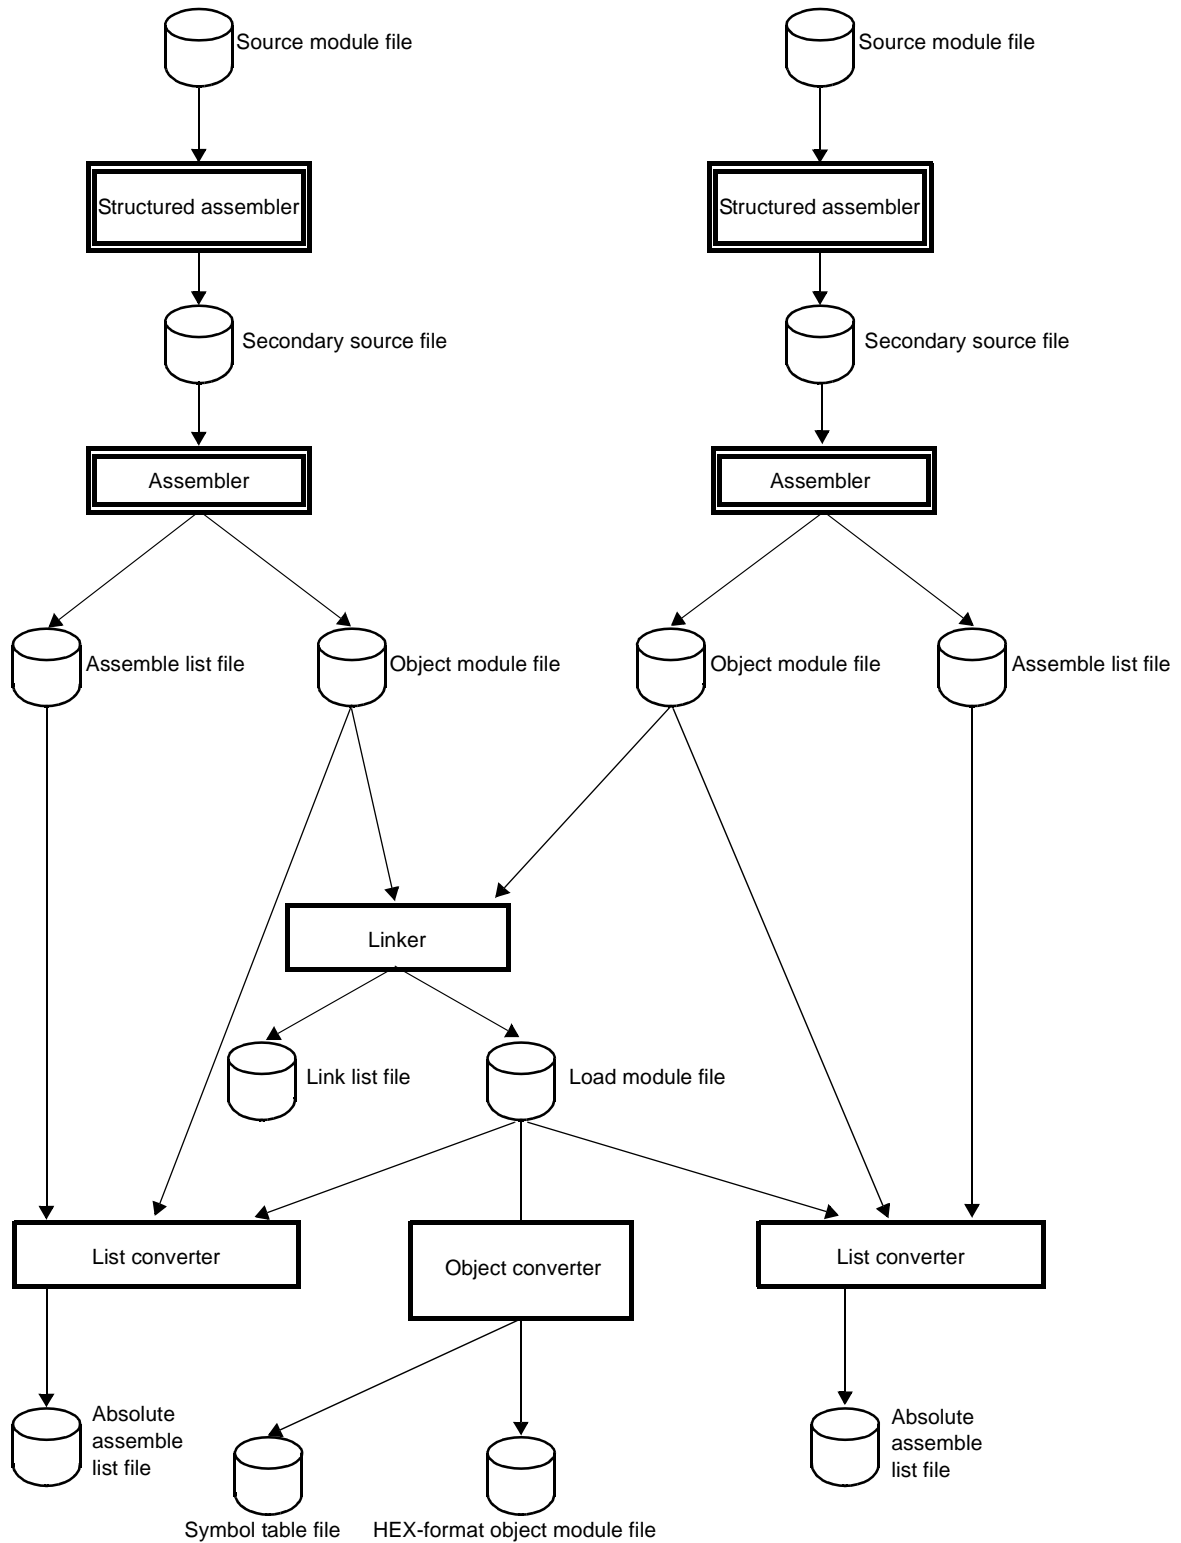 Source module file
Source module file
Structured assembler
Structured assembler
Secondary source file
Secondary source file
Assembler
Assembler
Assemble list file
Object module file
Object module file
Assemble list file
Linker
Link list file
Load module file
List converter
Object converter
List converter
Absolute
assemble
list file
Absolute
assemble
list file
Symbol table file
HEX-format object module file